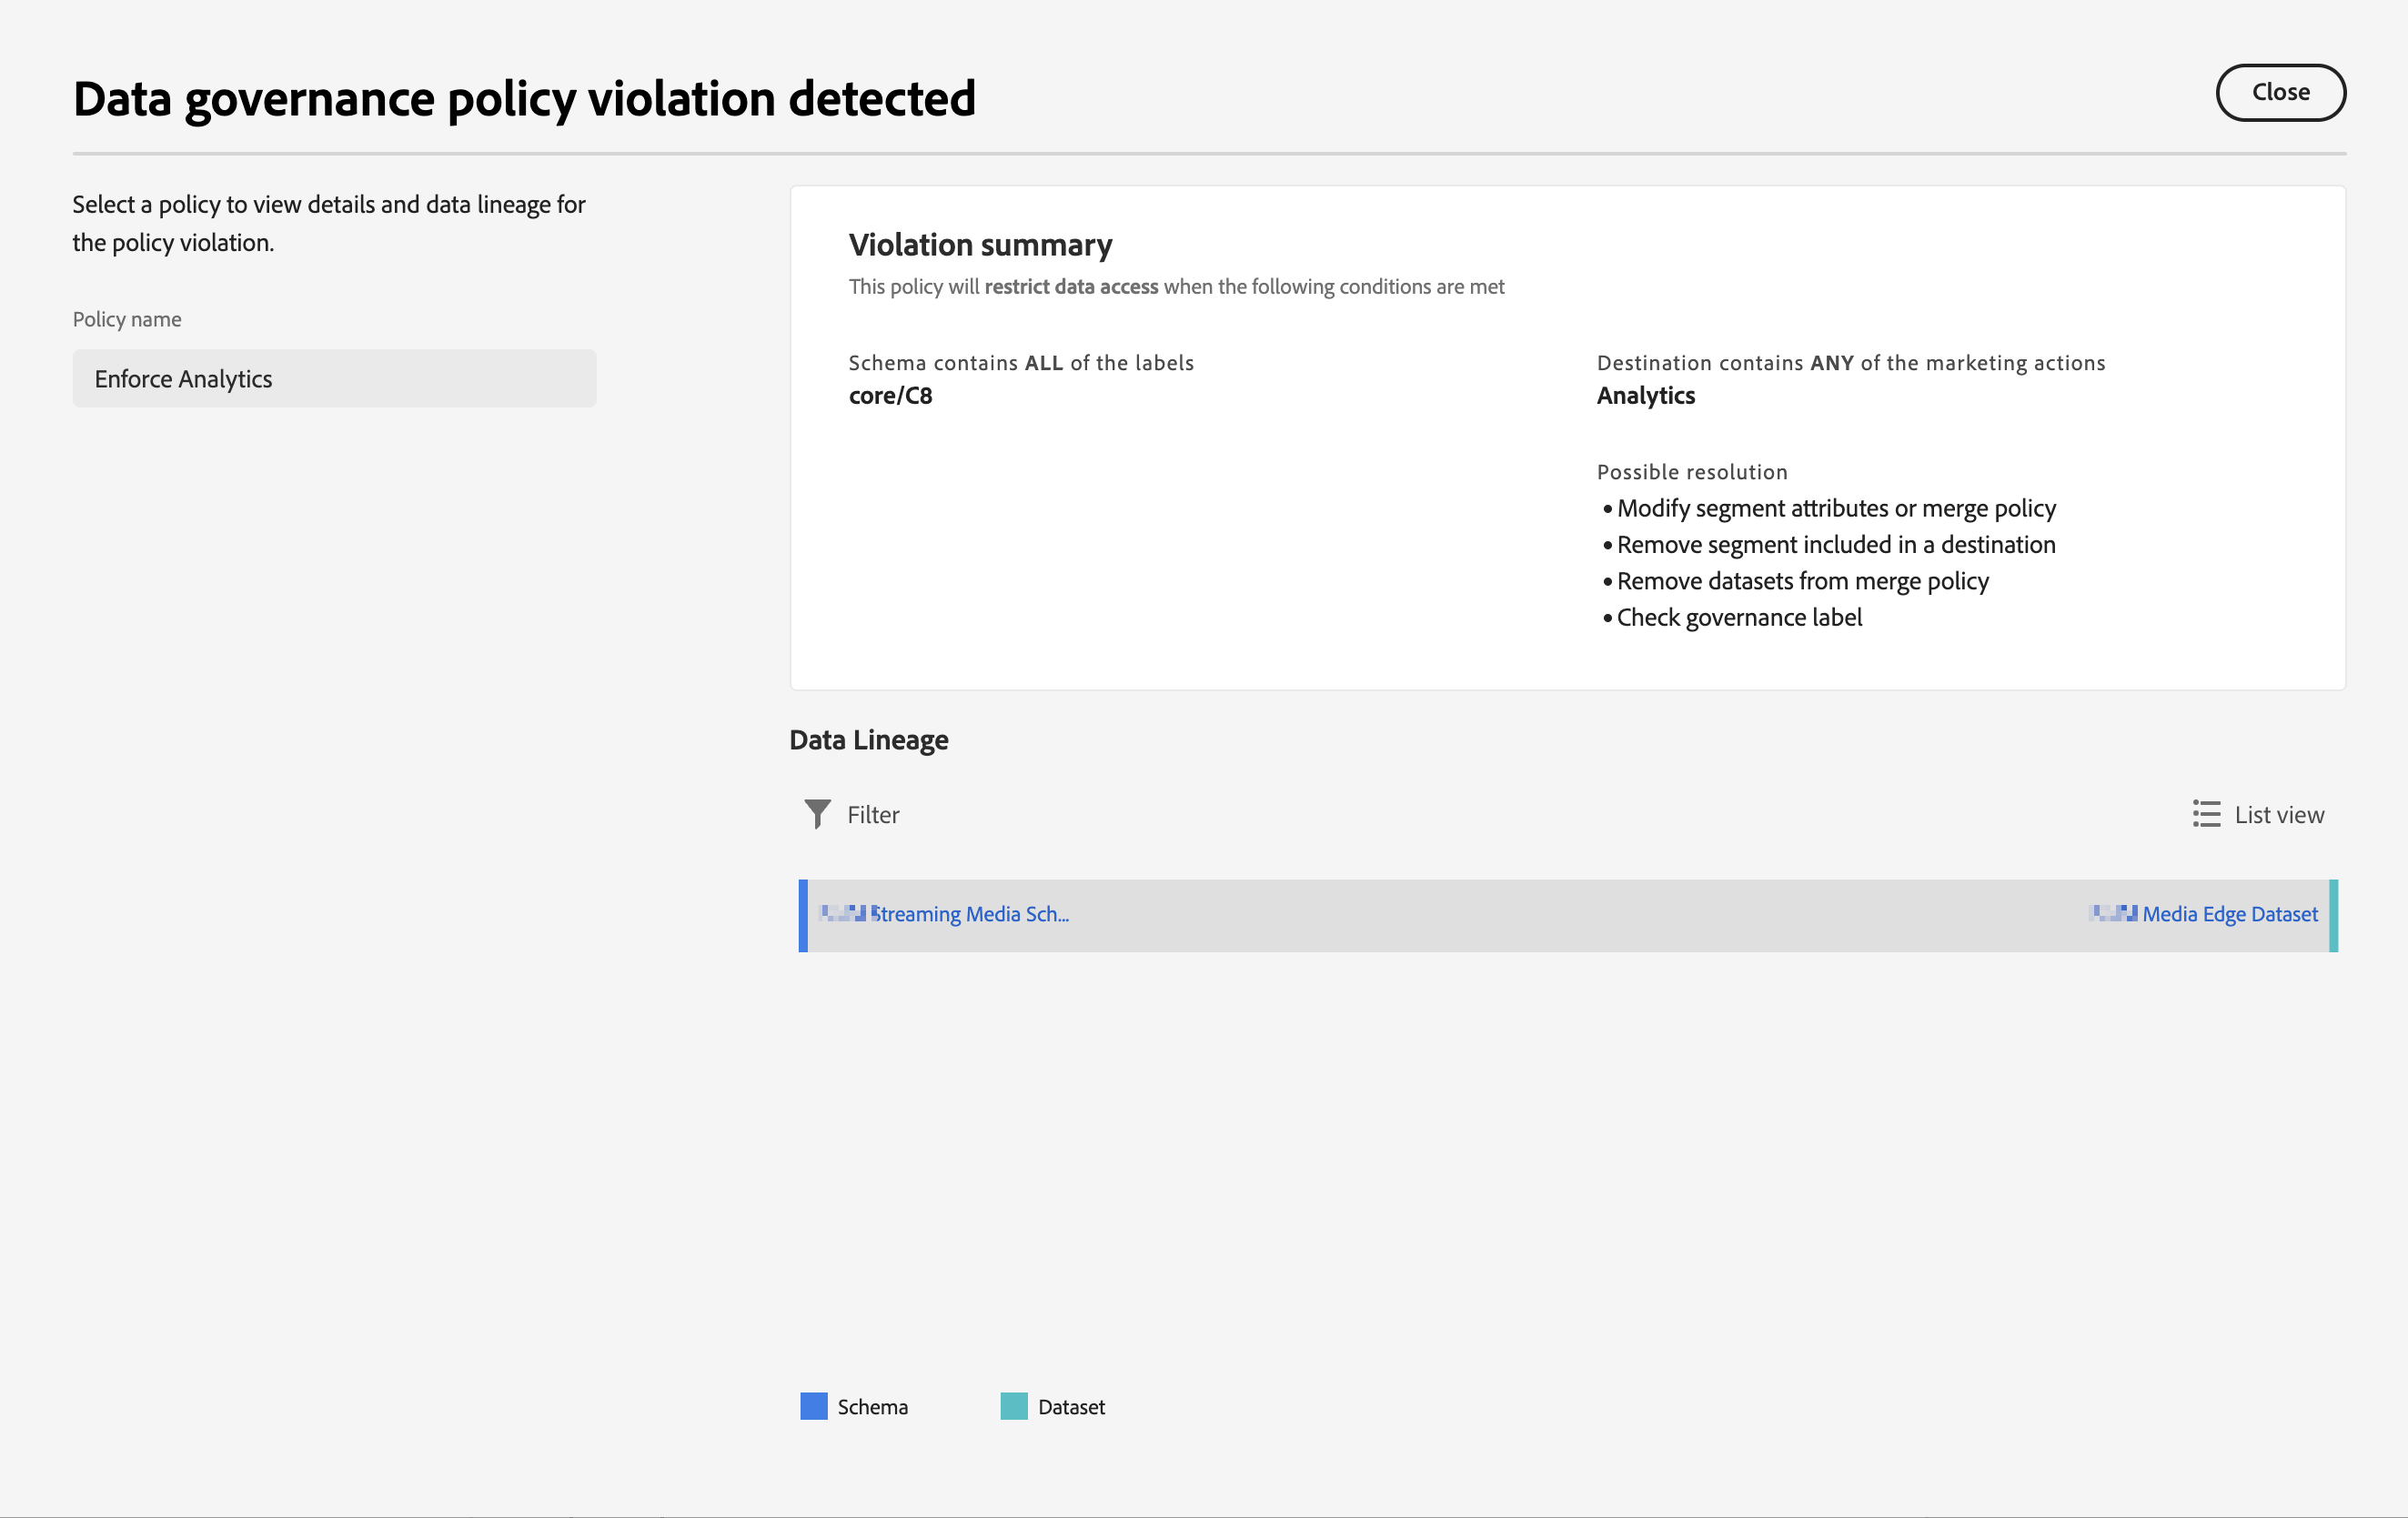 Data governance policy violation detected
Close
Select a policy to view details and data lineage for
the policy violation.
Policy name
Enforce Analytics
Violation summary
This policy will restrict data access when the following conditions are met
Schema contains ALL of the labels
core/C8
Destination contains ANY of the marketing actions
Analytics
Possible resolution
• Modify segment attributes or merge policy
• Remove segment included in a destination
• Remove datasets from merge policy
• Check governance label
Data Lineage
Filter
List view
Streaming Media Sch...
Media Edge Dataset
Schema
Dataset